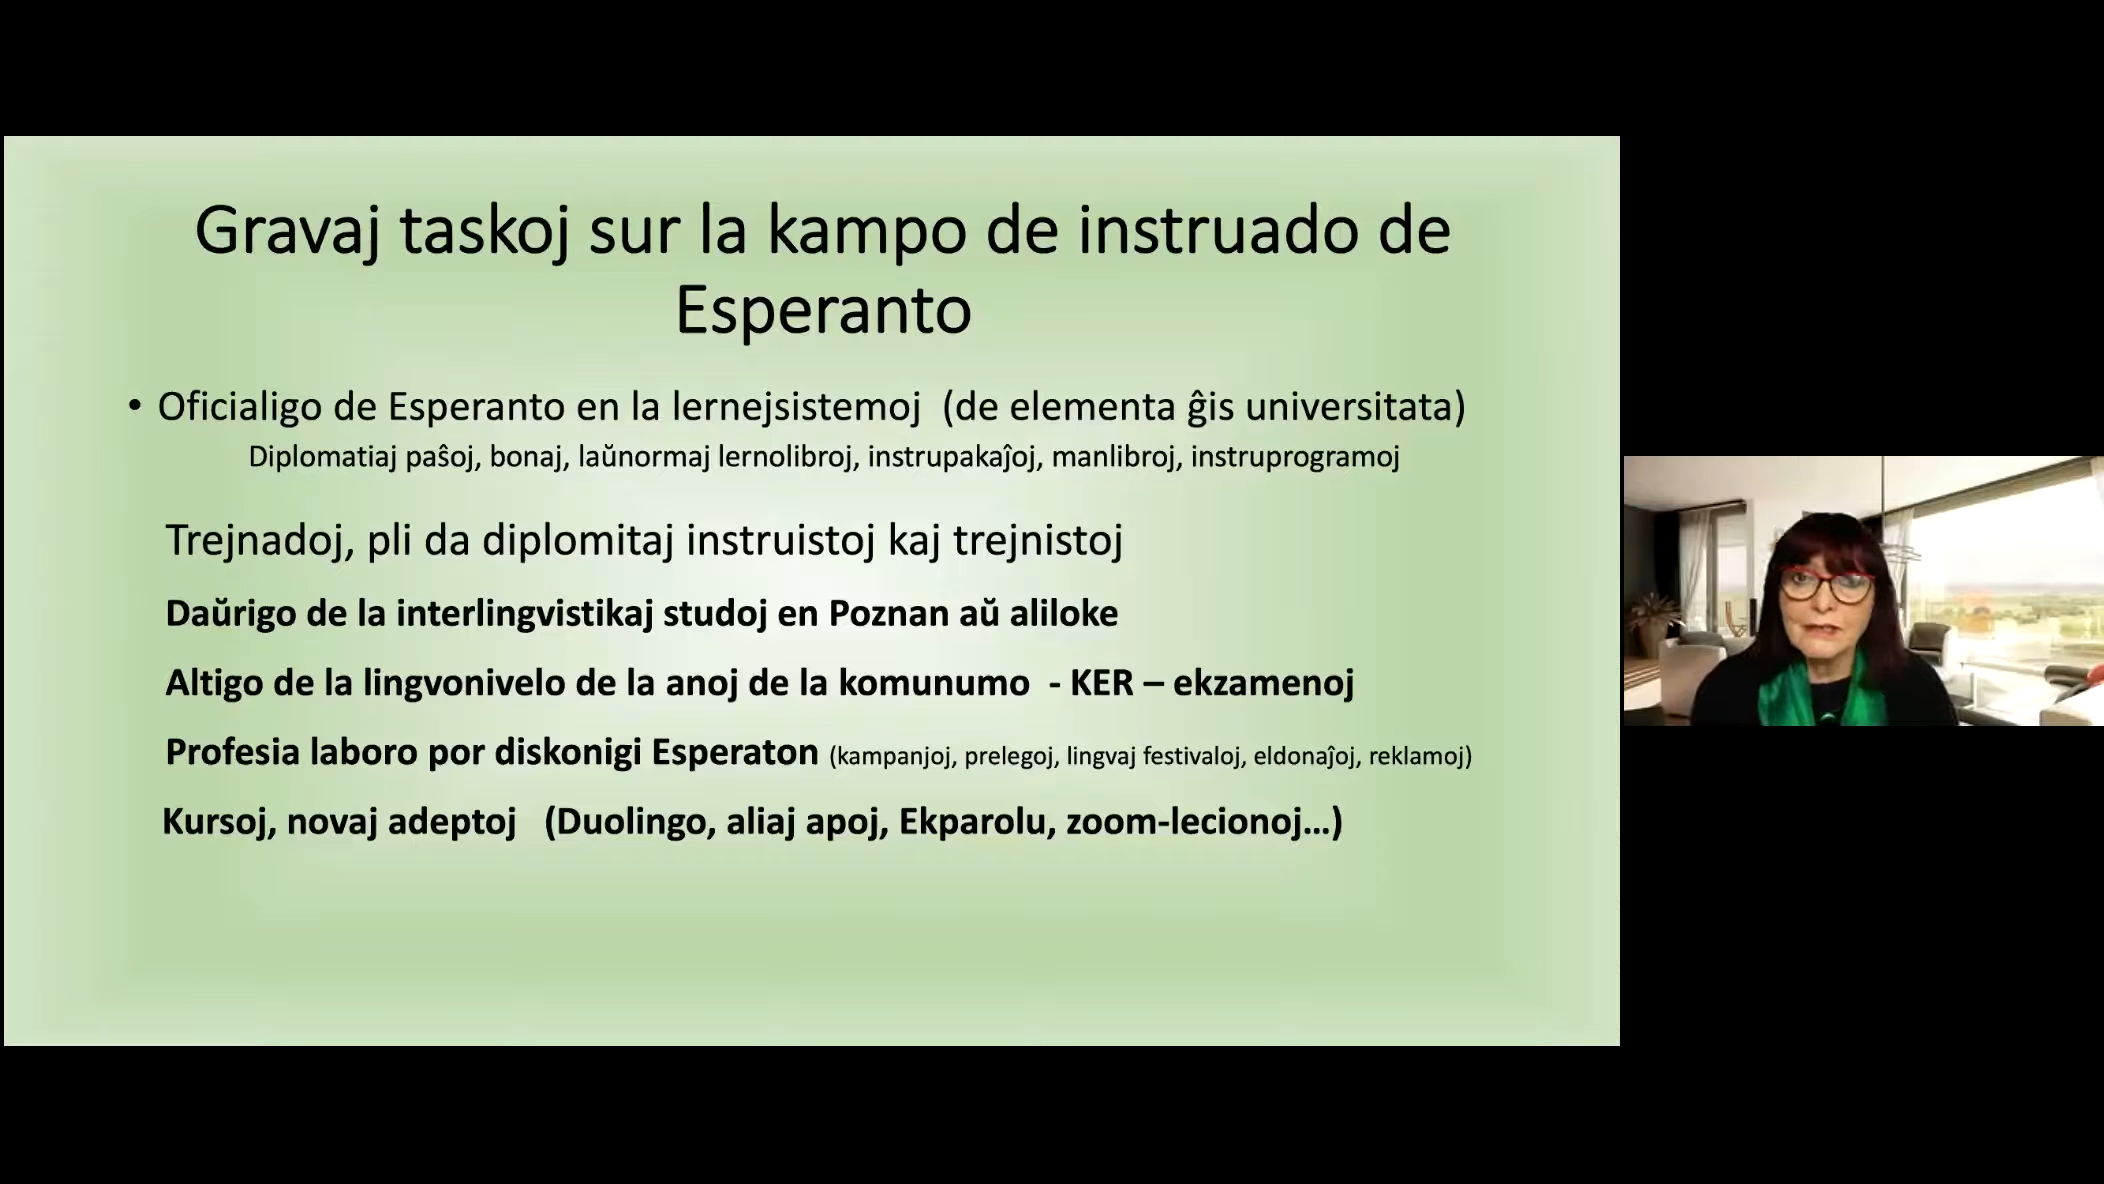 Gravaj taskoj sur la kampo de instruado de
Esperanto
• Oficialigo de Esperanto en la lernejsistemoj  (de elementa ĝis universitata)
Diplomatiaj paŝoj, bonaj, laŭnormaj lernolibroj, instrupakaĵoj, manlibroj, instruprogramoj
Trejnadoj, pli da diplomitaj instruistoj kaj trejnistoj
Daŭrigo de la interlingvistikaj studoj en Poznan aŭ aliloke
Altigo de la lingvonivelo de la anoj de la komunumo  - KER – ekzamenoj
Profesia laboro por diskonigi Esperaton (kampanjoj, prelegoj, lingvaj festivaloj, eldonaĵoj, reklamoj)
Kursoj, novaj adeptoj   (Duolingo, aliaj apoj, Ekparolu, zoom-lecionoj...)